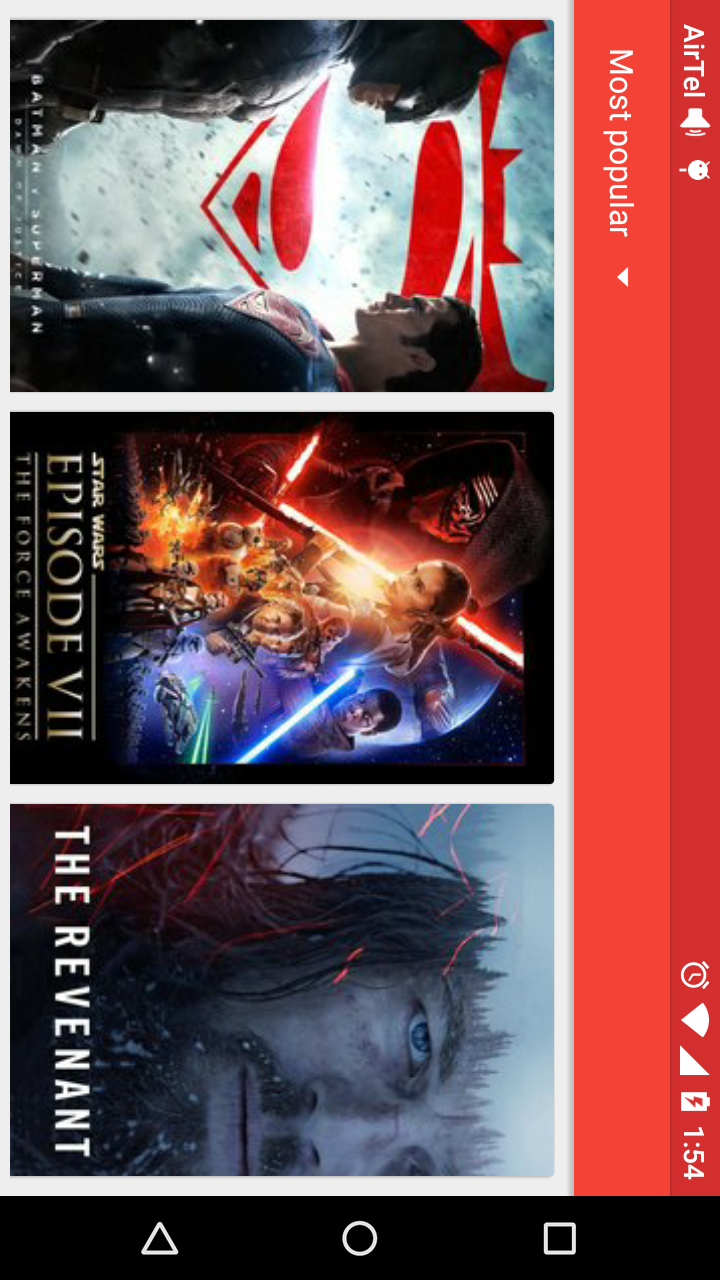 AirTel
1:54
Most popular
BATMAN v SUPERMAN
DAWN OF JUSTICE
STAR WARS
EPISODE VII
THE FORCE AWAKENS
THE REVENANT